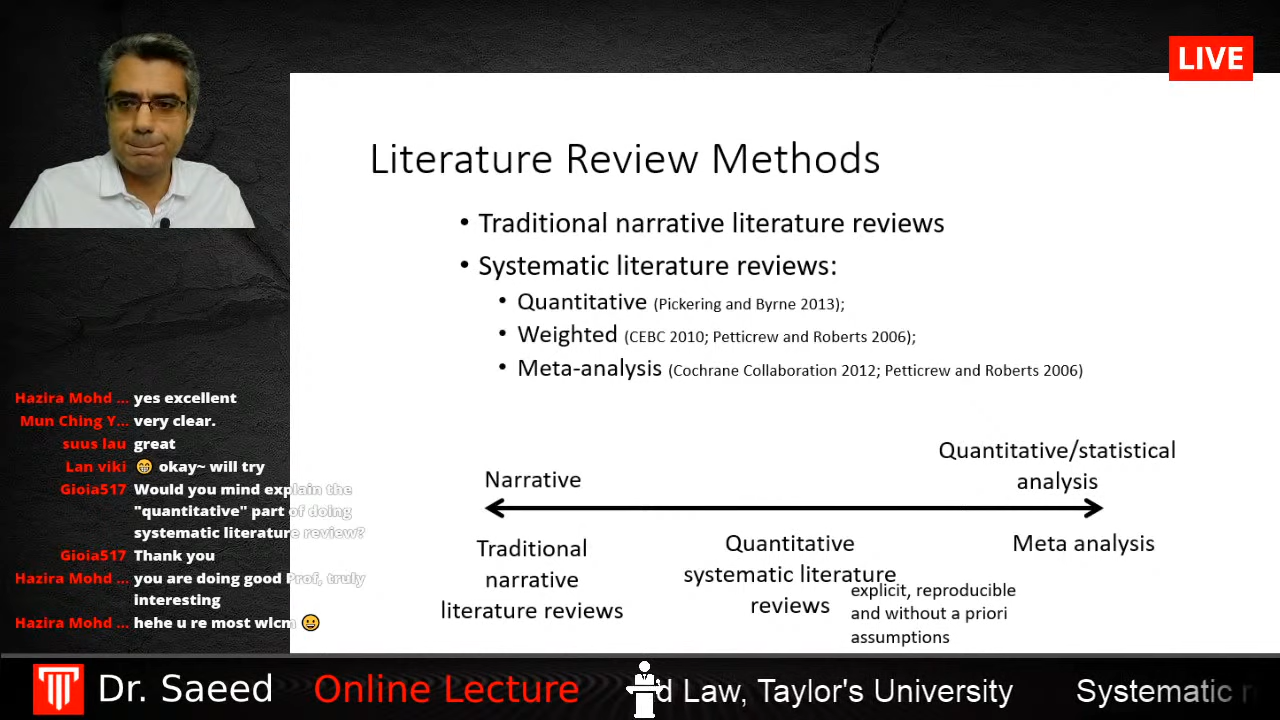 LIVE
Literature Review Methods
• Traditional narrative literature reviews
• Systematic literature reviews:
• Quantitative (Pickering and Byrne 2013);
• Weighted (CEBC 2010; Petticrew and Roberts 2006);
• Meta-analysis (Cochrane Collaboration 2012; Petticrew and Roberts 2006)
Narrative
Quantitative/statistical
analysis
Traditional
narrative
literature reviews
Quantitative
systematic literature
reviews
explicit, reproducible
and without a priori
assumptions
Meta analysis
Hazira Mohd ... yes excellent
Mun Ching Y... very clear.
suus lau great
Lan viki 😁 okay~ will try
Gioia517 Would you mind explain the
"quantitative" part of doing
systematic literature review?
Gioia517 Thank you
Hazira Mohd ... you are doing good Prof, truly
interesting
Hazira Mohd ... hehe u re most wlcm 😀
Dr. Saeed
Online Lecture
d Law, Taylor's University
Systematic